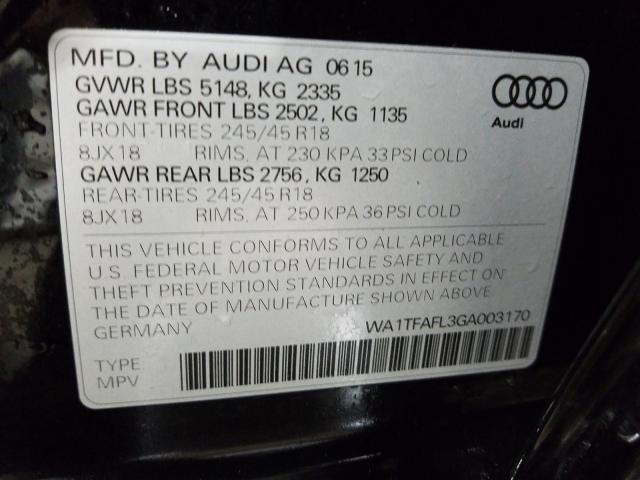 MFD. BY AUDI AG 0615
GVWR LBS 5148, KG 2335
GAWR FRONT LBS 2502, KG 1135
FRONT-TIRES 245/45 R18
8JX18 RIMS, AT 230 KPA 33 PSI COLD
GAWR REAR LBS 2756, KG 1250
REAR-TIRES 245/45 R18
8JX18 RIMS, AT 250 KPA 36 PSI COLD
Audi
THIS VEHICLE CONFORMS TO ALL APPLICABLE
U.S. FEDERAL MOTOR VEHICLE SAFETY AND
THEFT PREVENTION STANDARDS IN EFFECT ON
THE DATE OF MANUFACTURE SHOWN ABOVE
GERMANY WA1TFAFL3GA003170
TYPE
MPV